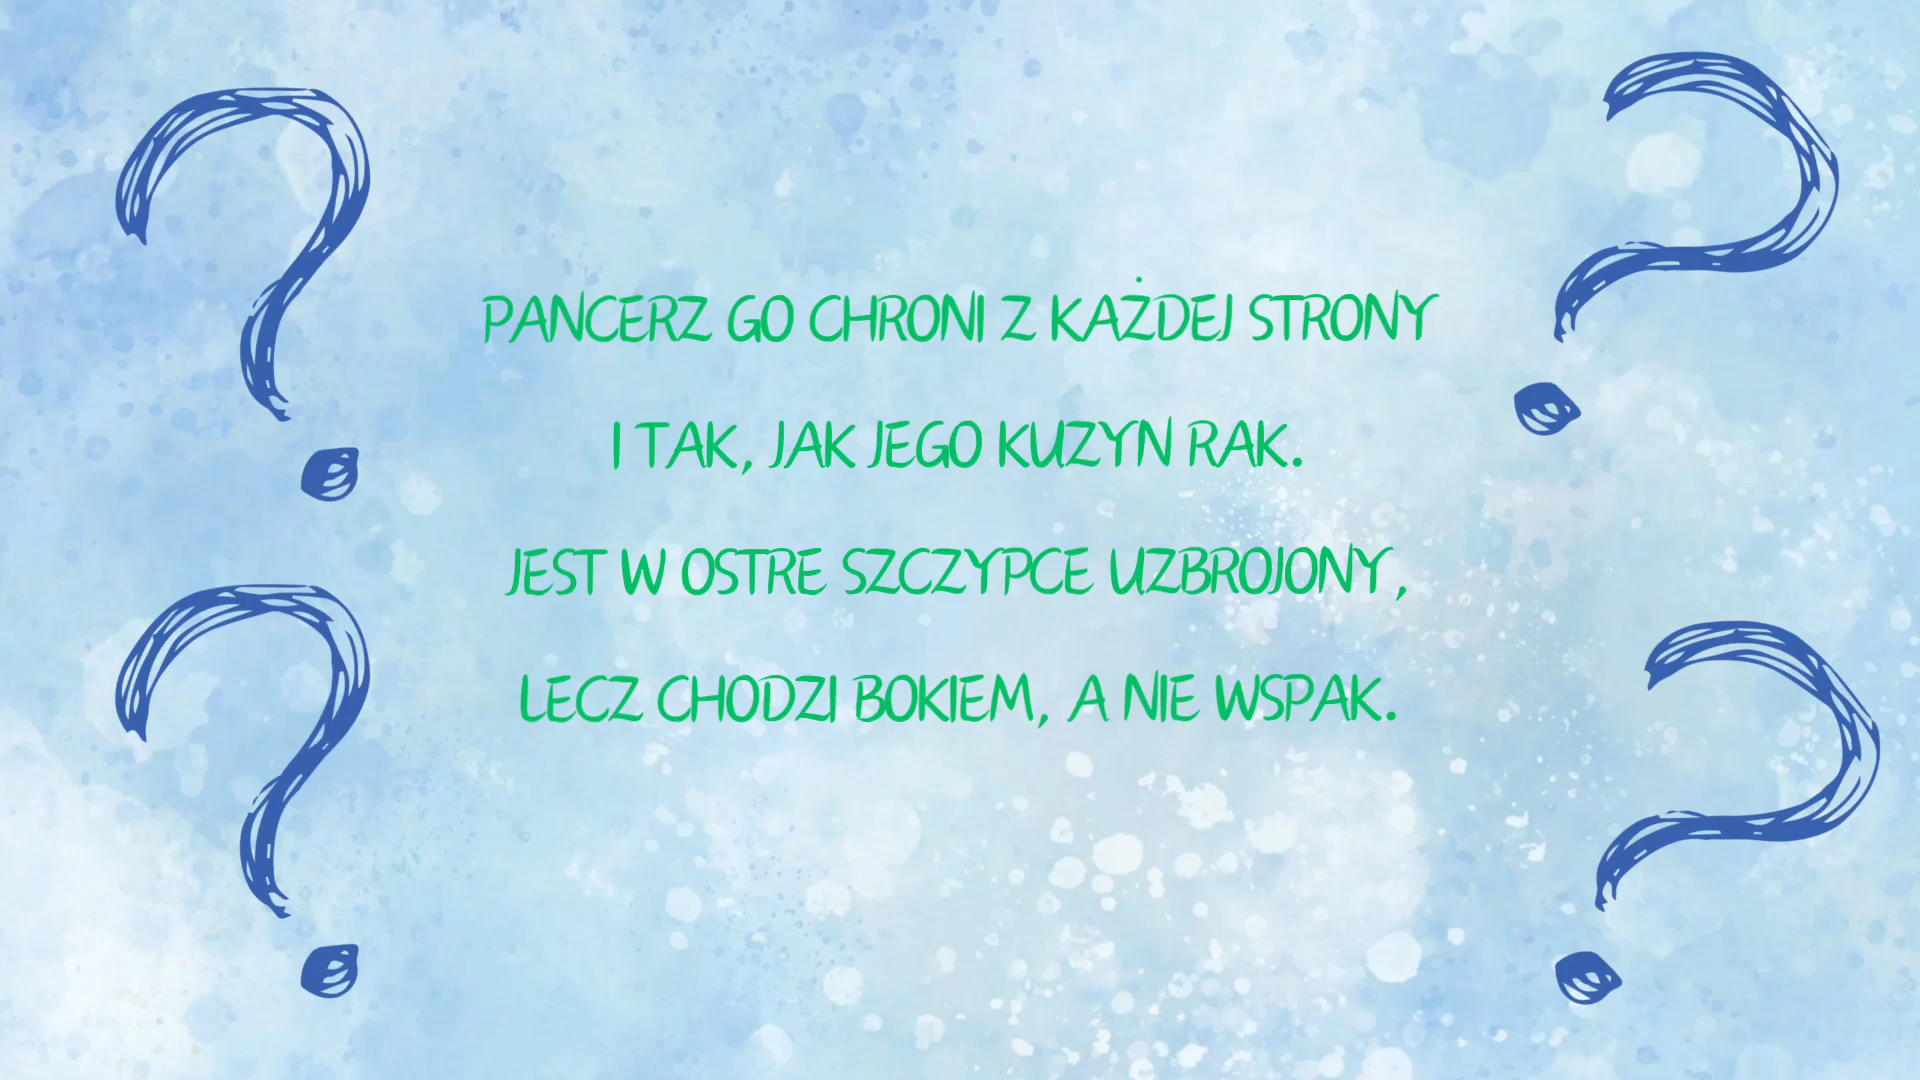 PANCERZ GO CHRONI Z KAŻDEJ STRONY
I TAK, JAK JEGO KUZYN RAK.
JEST W OSTRE SZCZYPCE UZBROJONY,
LECZ CHODZI BOKIEM, A NIE WSPAK.